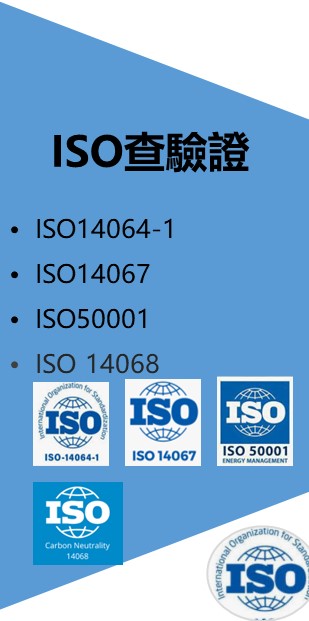 ISO查驗證
• ISO14064-1
• ISO14067
• ISO50001
• ISO 14068
International Organization for Standardization
ISO
ISO-14064-1
ISO
ISO 14067
ISO
ISO 50001
ENERGY MANAGEMENT
ISO
Carbon Neutrality
14068
International Organization for Standa
ISO